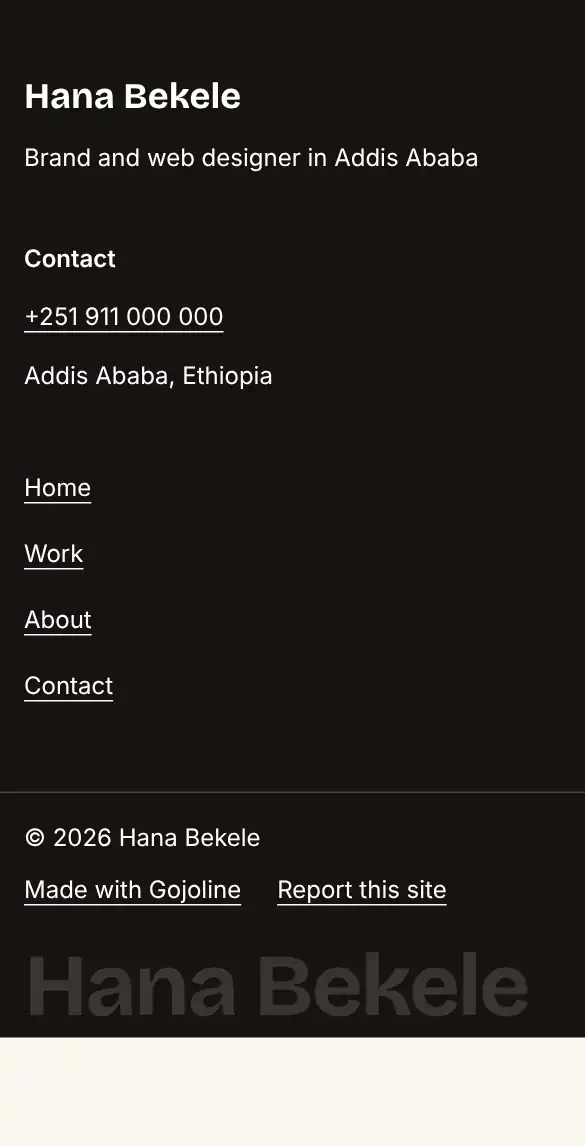 Hana Bekele
Brand and web designer in Addis Ababa
Contact
+251 911 000 000
Addis Ababa, Ethiopia
Home
Work
About
Contact
© 2026 Hana Bekele
Made with Gojoline Report this site
Hana Bekele